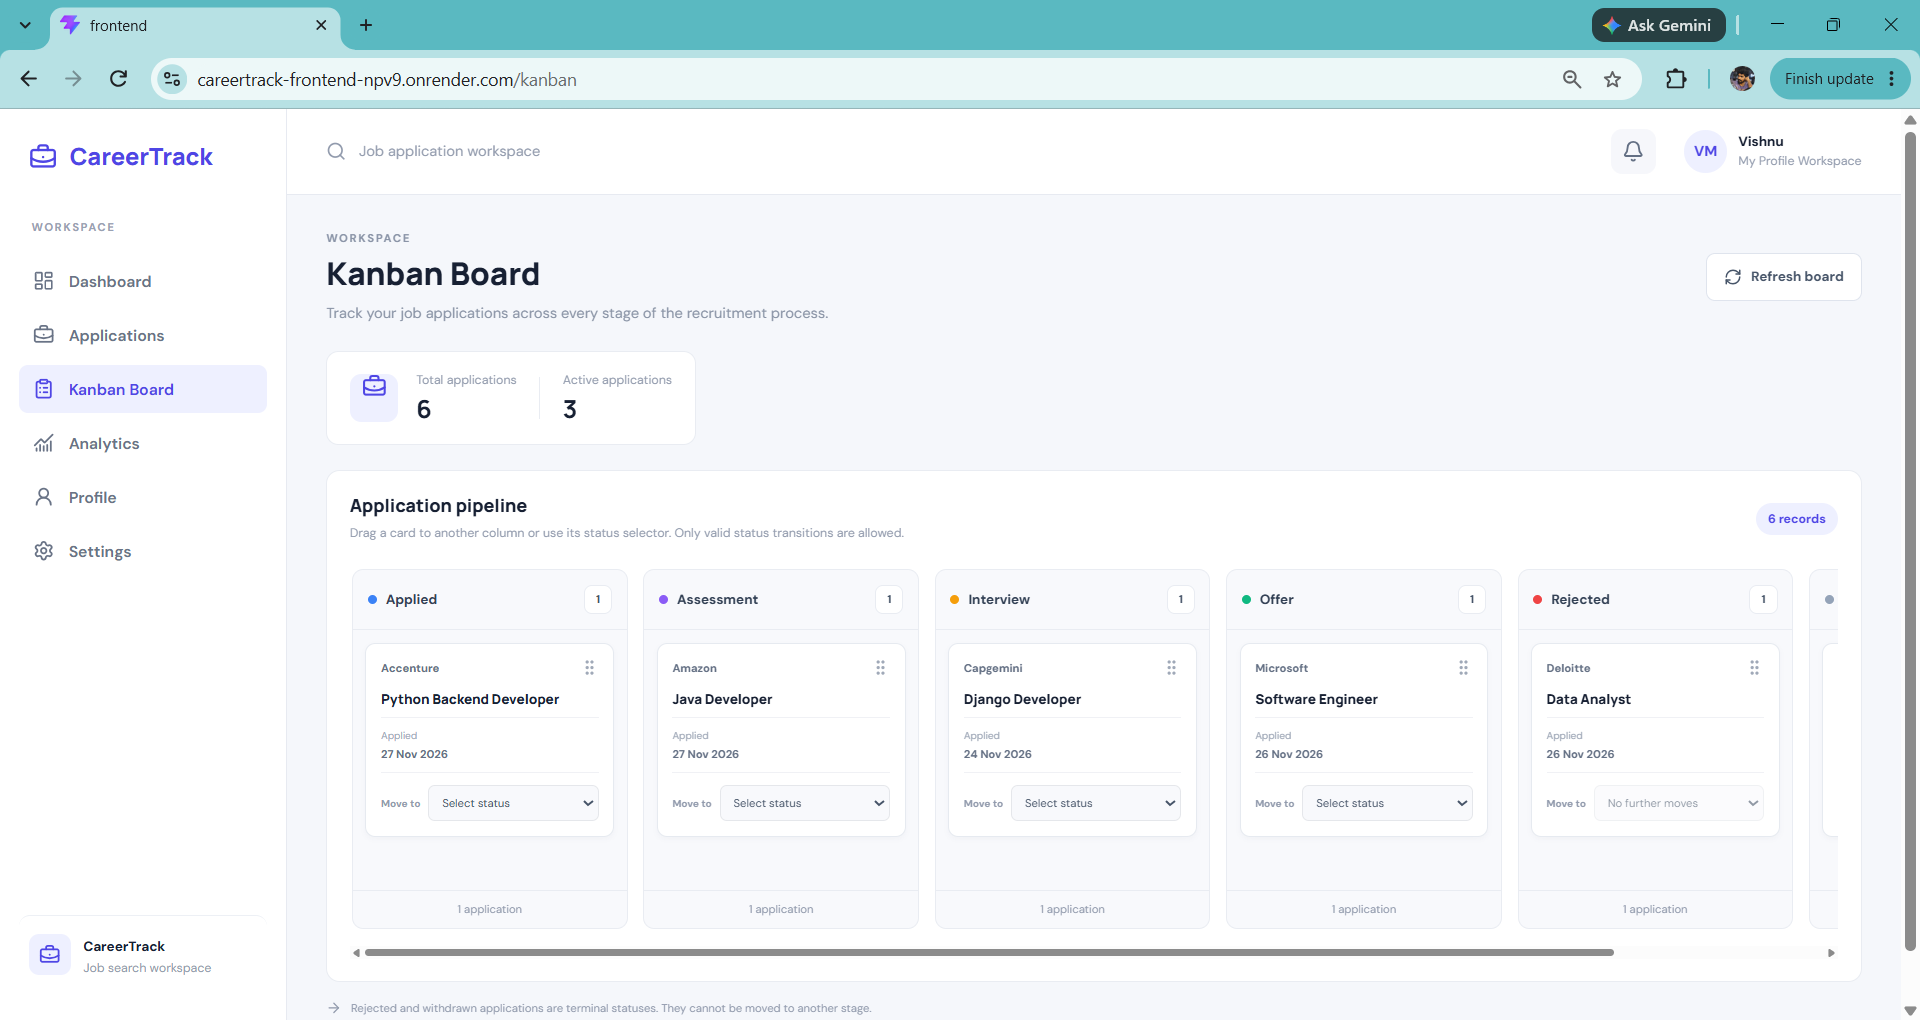 frontend
Ask Gemini
careertrack-frontend-npv9.onrender.com/kanban
Finish update
CareerTrack
Job application workspace
VM
Vishnu
My Profile Workspace
WORKSPACE
Dashboard
Applications
Kanban Board
Analytics
Profile
Settings
CareerTrack
Job search workspace
WORKSPACE
Kanban Board
Track your job applications across every stage of the recruitment process.
Refresh board
Total applications
6
Active applications
3
Application pipeline
Drag a card to another column or use its status selector. Only valid status transitions are allowed.
6 records
Applied 1
Accenture
Python Backend Developer
Applied
27 Nov 2026
Move to Select status
1 application
Assessment 1
Amazon
Java Developer
Applied
27 Nov 2026
Move to Select status
1 application
Interview 1
Capgemini
Django Developer
Applied
24 Nov 2026
Move to Select status
1 application
Offer 1
Microsoft
Software Engineer
Applied
26 Nov 2026
Move to Select status
1 application
Rejected 1
Deloitte
Data Analyst
Applied
26 Nov 2026
Move to No further moves
1 application
Rejected and withdrawn applications are terminal statuses. They cannot be moved to another stage.